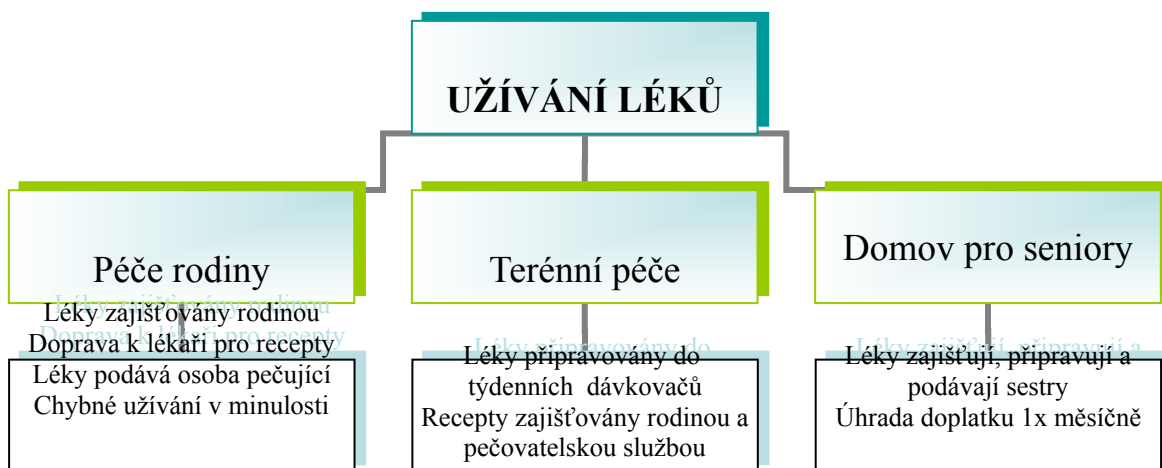 UŽÍVÁNÍ LÉKŮ
Péče rodiny
Léky zajišťovány rodinou
Doprava k lékaři pro recepty
Léky podává osoba pečující
Chybné užívání v minulosti
Terénní péče
Léky připravovány do
týdenních dávkovačů
Recepty zajišťovány rodinou a
pečovatelskou službou
Domov pro seniory
Léky zajišťují, připravují a
podávají sestry
Úhrada doplatku 1x měsíčně